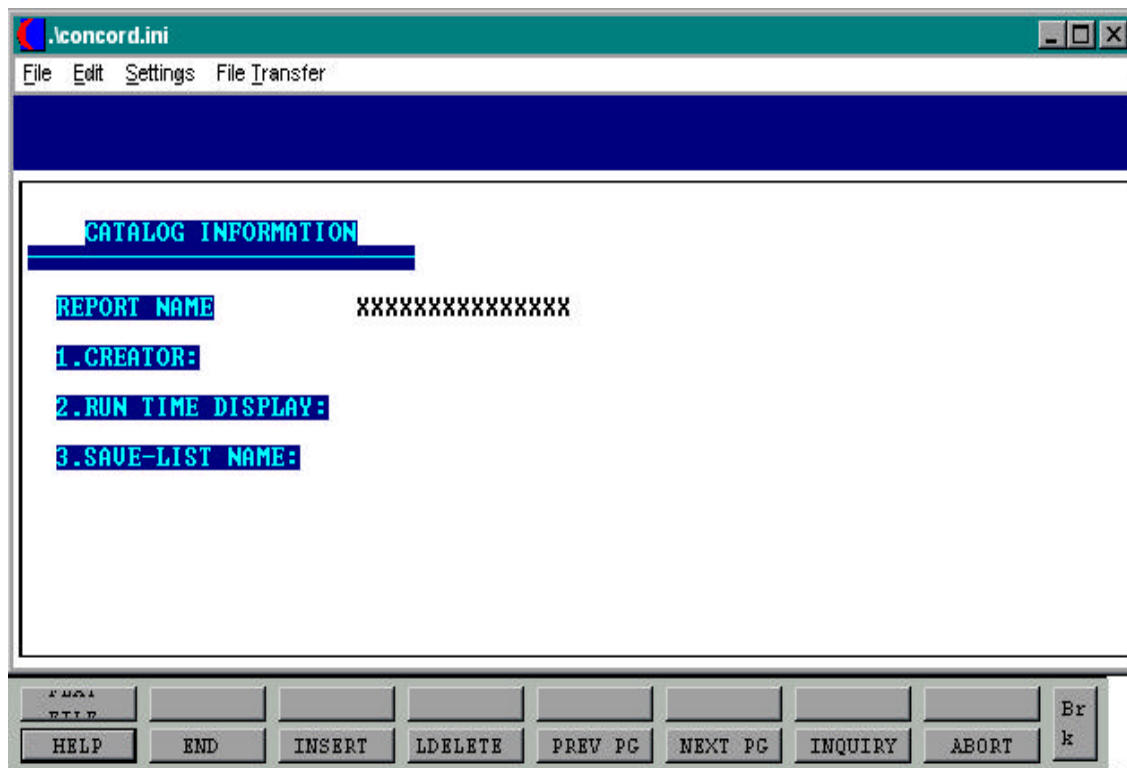 .\concord.ini
File Edit Settings File Transfer
CATALOG INFORMATION
REPORT NAME XXXXXXXXXXXXXXX
1.CREATOR:
2.RUN TIME DISPLAY:
3.SAVE-LIST NAME:
Br
HELP END INSERT LDELETE PREV PG NEXT PG INQUIRY ABORT k